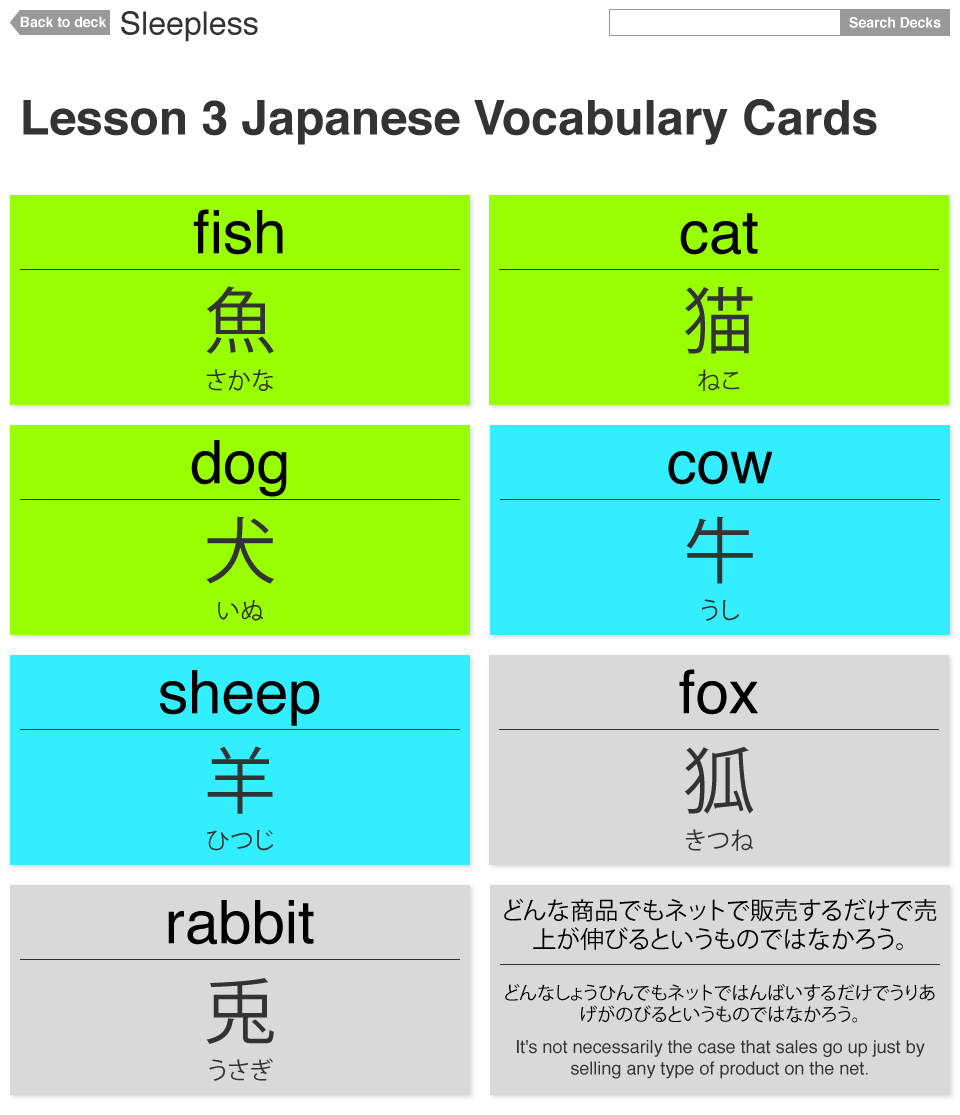 Back to deck Sleepless Search Decks
Lesson 3 Japanese Vocabulary Cards
fish
魚
さかな
cat
猫
ねこ
dog
犬
いぬ
cow
牛
うし
sheep
羊
ひつじ
fox
狐
きつね
rabbit
兎
うさぎ
どんな商品でもネットで販売するだけで売
上が伸びるというものではなかろう。
どんなしょうひんでもネットではんばいするだけでうりあ
げがのびるというものではなかろう。
It's not necessarily the case that sales go up just by
selling any type of product on the net.